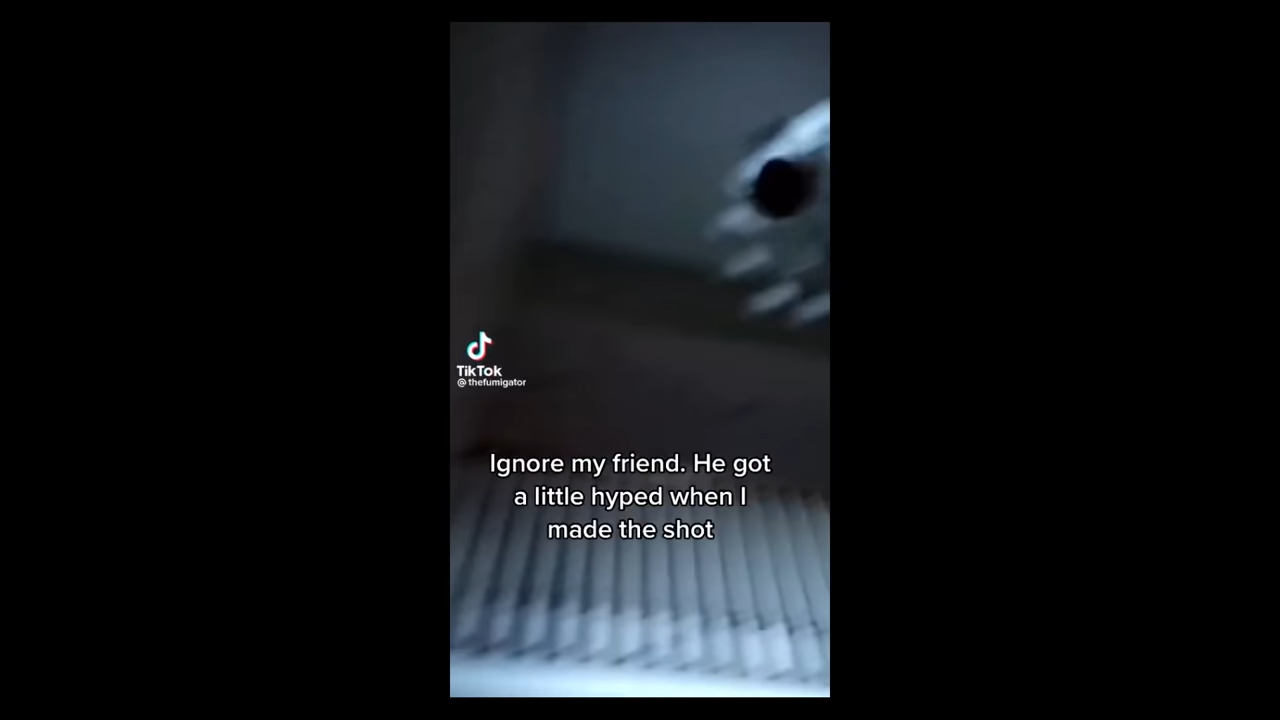 TikTok
@thefumigator
Ignore my friend. He got
a little hyped when I
made the shot